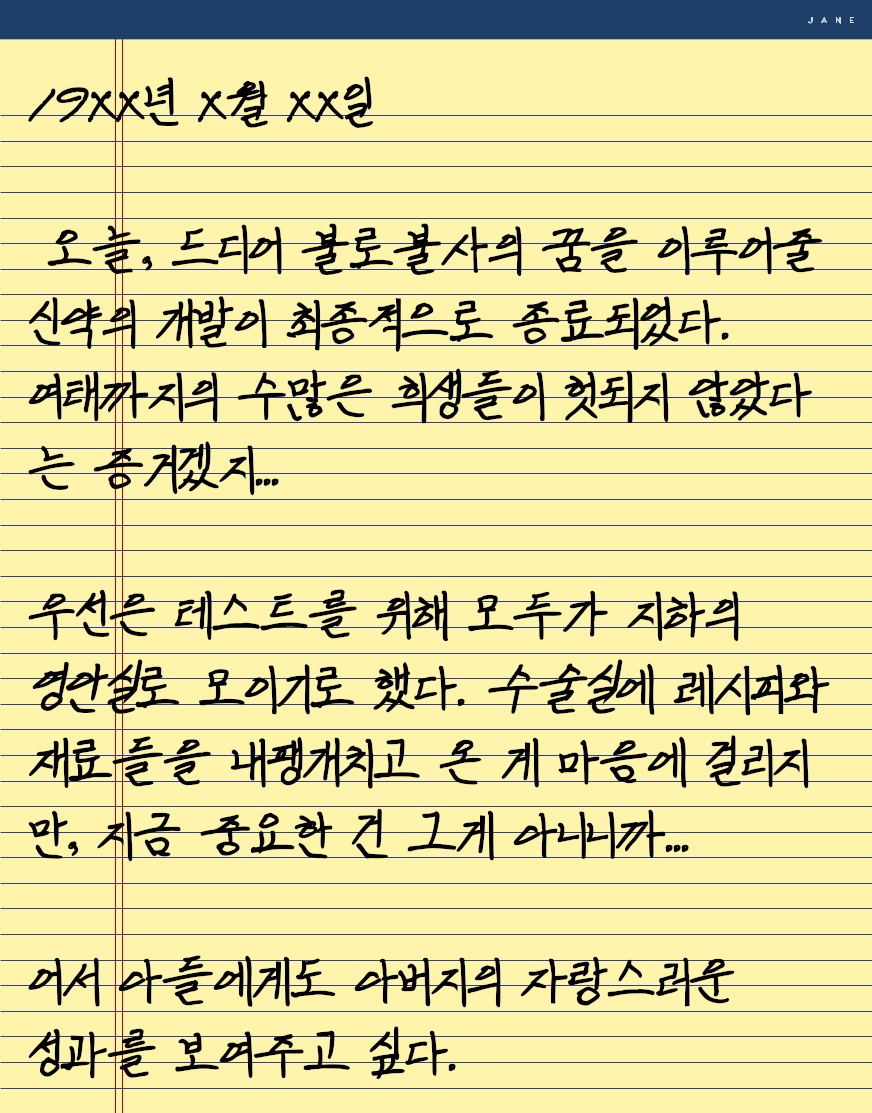 JANE
19XX년 X월 XX일
오늘, 드디어 불로불사의 꿈을 이루어줄
신약의 개발이 최종적으로 종료되었다.
여태까지의 수많은 희생들이 헛되지 않았다
는 증거겠지...
우선은 테스트를 위해 모두가 지하의
영안실로 모이기로 했다. 수술실에 레시피와
재료들을 내팽개치고 온 게 마음에 걸리지
만, 지금 중요한 건 그게 아니니까...
어서 아들에게도 아버지의 자랑스러운
성과를 보여주고 싶다.